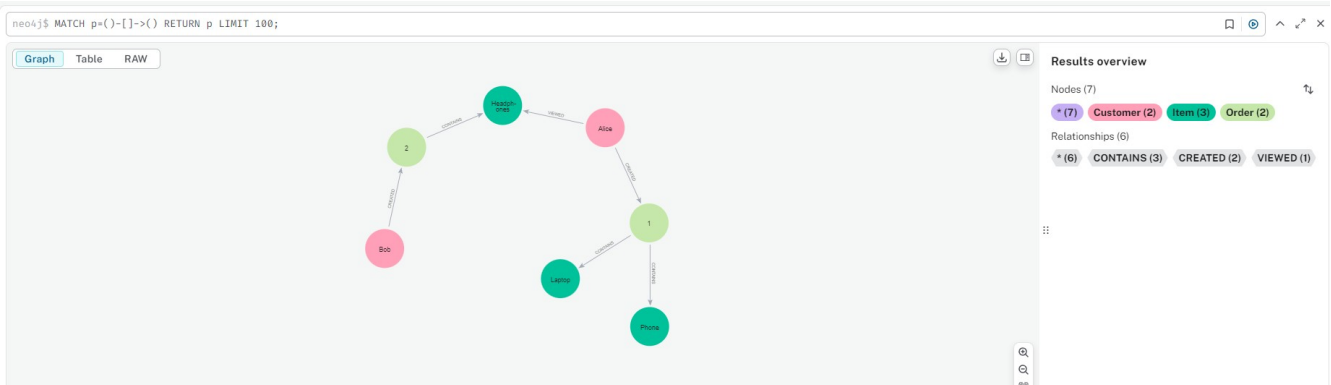 neo4j$ MATCH p=()-[]->() RETURN p LIMIT 100;
Graph Table RAW
Results overview
Nodes (7)
* (7) Customer (2) Item (3) Order (2)
Relationships (6)
* (6) CONTAINS (3) CREATED (2) VIEWED (1)
Headph-
ones
CONTAINS
VIEWED
Alice
2
CREATED
CREATED
1
Bob
CONTAINS
CONTAINS
Laptop
Phone